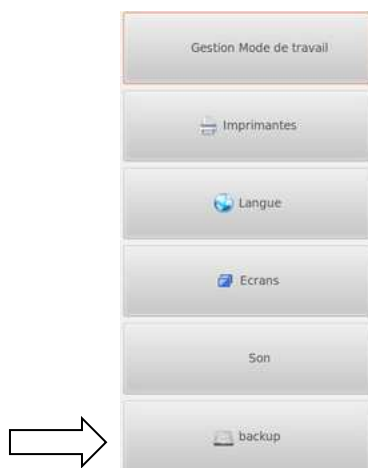 Gestion Mode de travail
Imprimantes
Langue
Ecrans
Son
backup